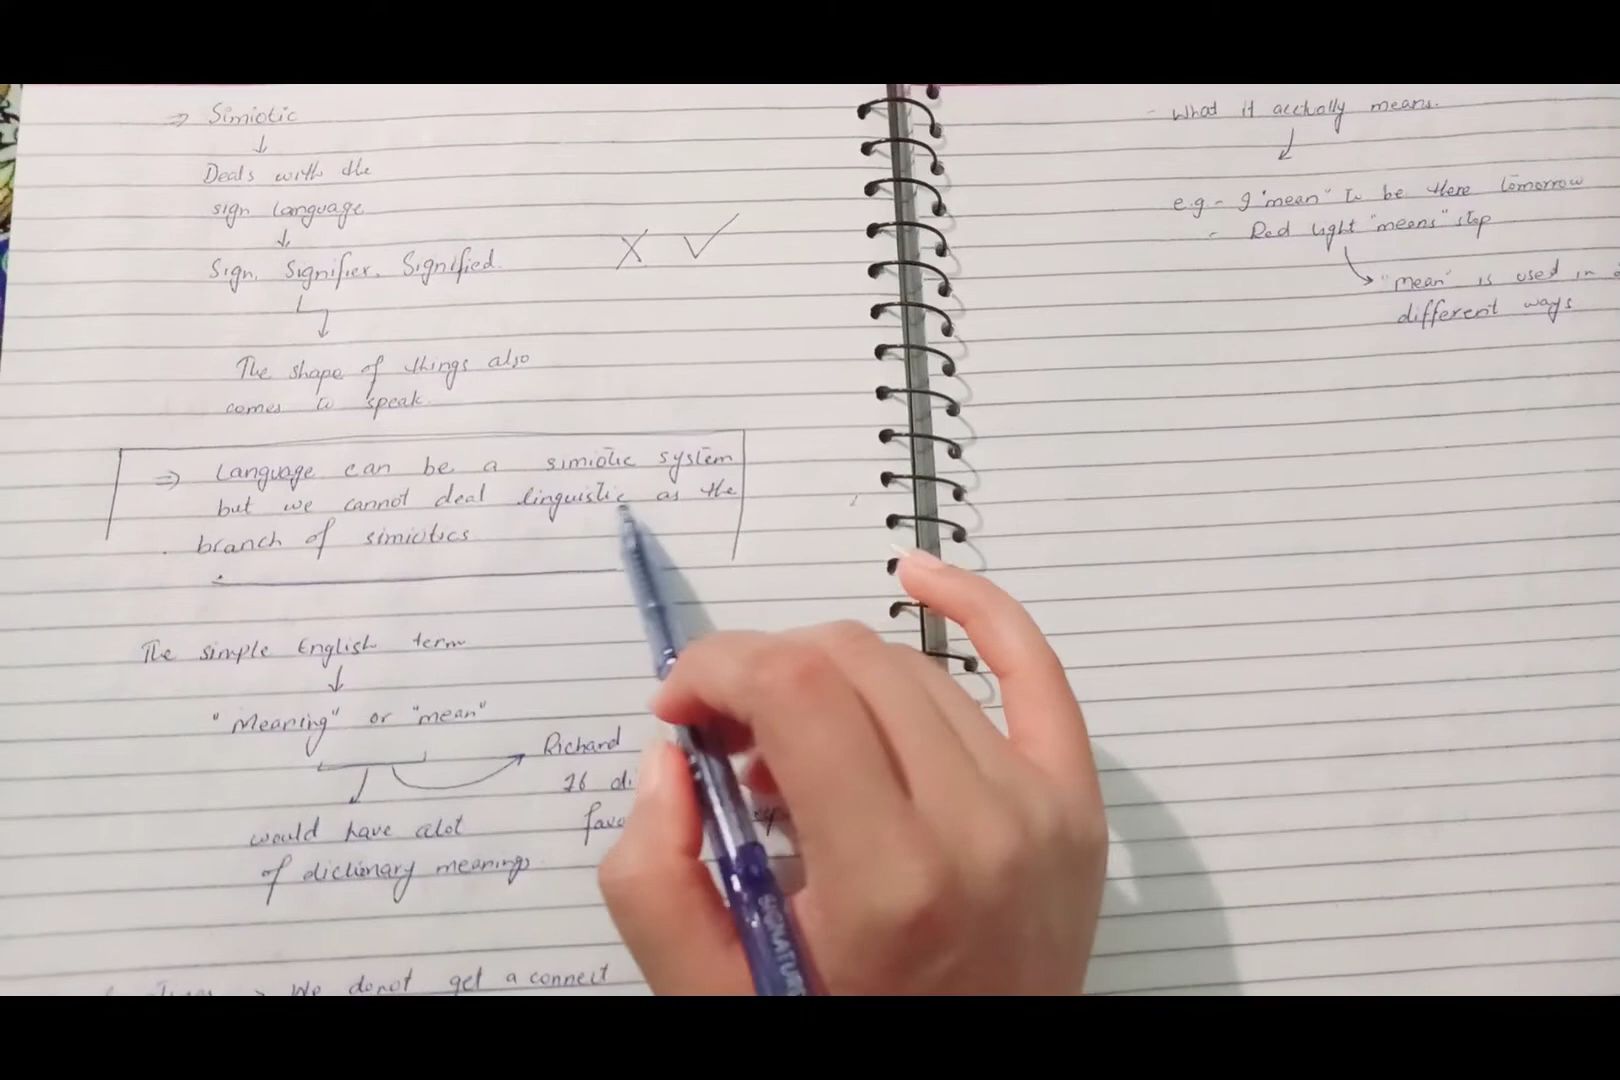 ⇒ Simiotic
↓
Deals with the
sign language
↓
Sign, Signifier, Signified.
X ✓
The shape of things also
comes to speak.
⇒ Language can be a simiotic system
but we cannot deal linguistic as the
branch of simiotics
The simple English term
↓
"Meaning" or "mean"
Richard
would have alot
of dictionary meanings
We donot get a connect
- What it acctually means.
e.g - I "mean" to be there tomorrow
- Red light "means" stop
"mean" is used in
different ways
SIGNATURE